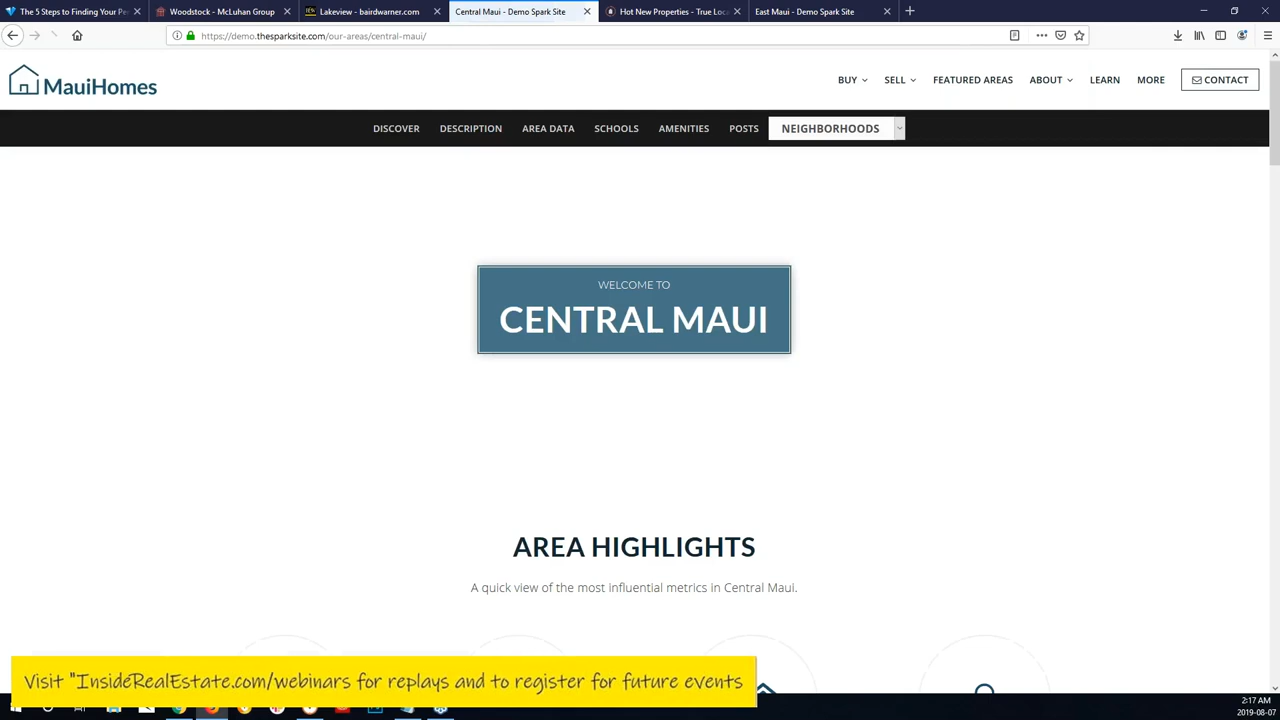 The 5 Steps to Finding Your Per
Woodstock - McLuhan Group
Lakeview - bairdwarner.com
Central Maui - Demo Spark Site
Hot New Properties - True Loca
East Maui - Demo Spark Site
https://demo.thesparksite.com/our-areas/central-maui/
MauiHomes
BUY
SELL
FEATURED AREAS
ABOUT
LEARN
MORE
CONTACT
DISCOVER
DESCRIPTION
AREA DATA
SCHOOLS
AMENITIES
POSTS
NEIGHBORHOODS
WELCOME TO
CENTRAL MAUI
AREA HIGHLIGHTS
A quick view of the most influential metrics in Central Maui.
Visit "InsideRealEstate.com/webinars for replays and to register for future events
2:17 AM
2019-08-07